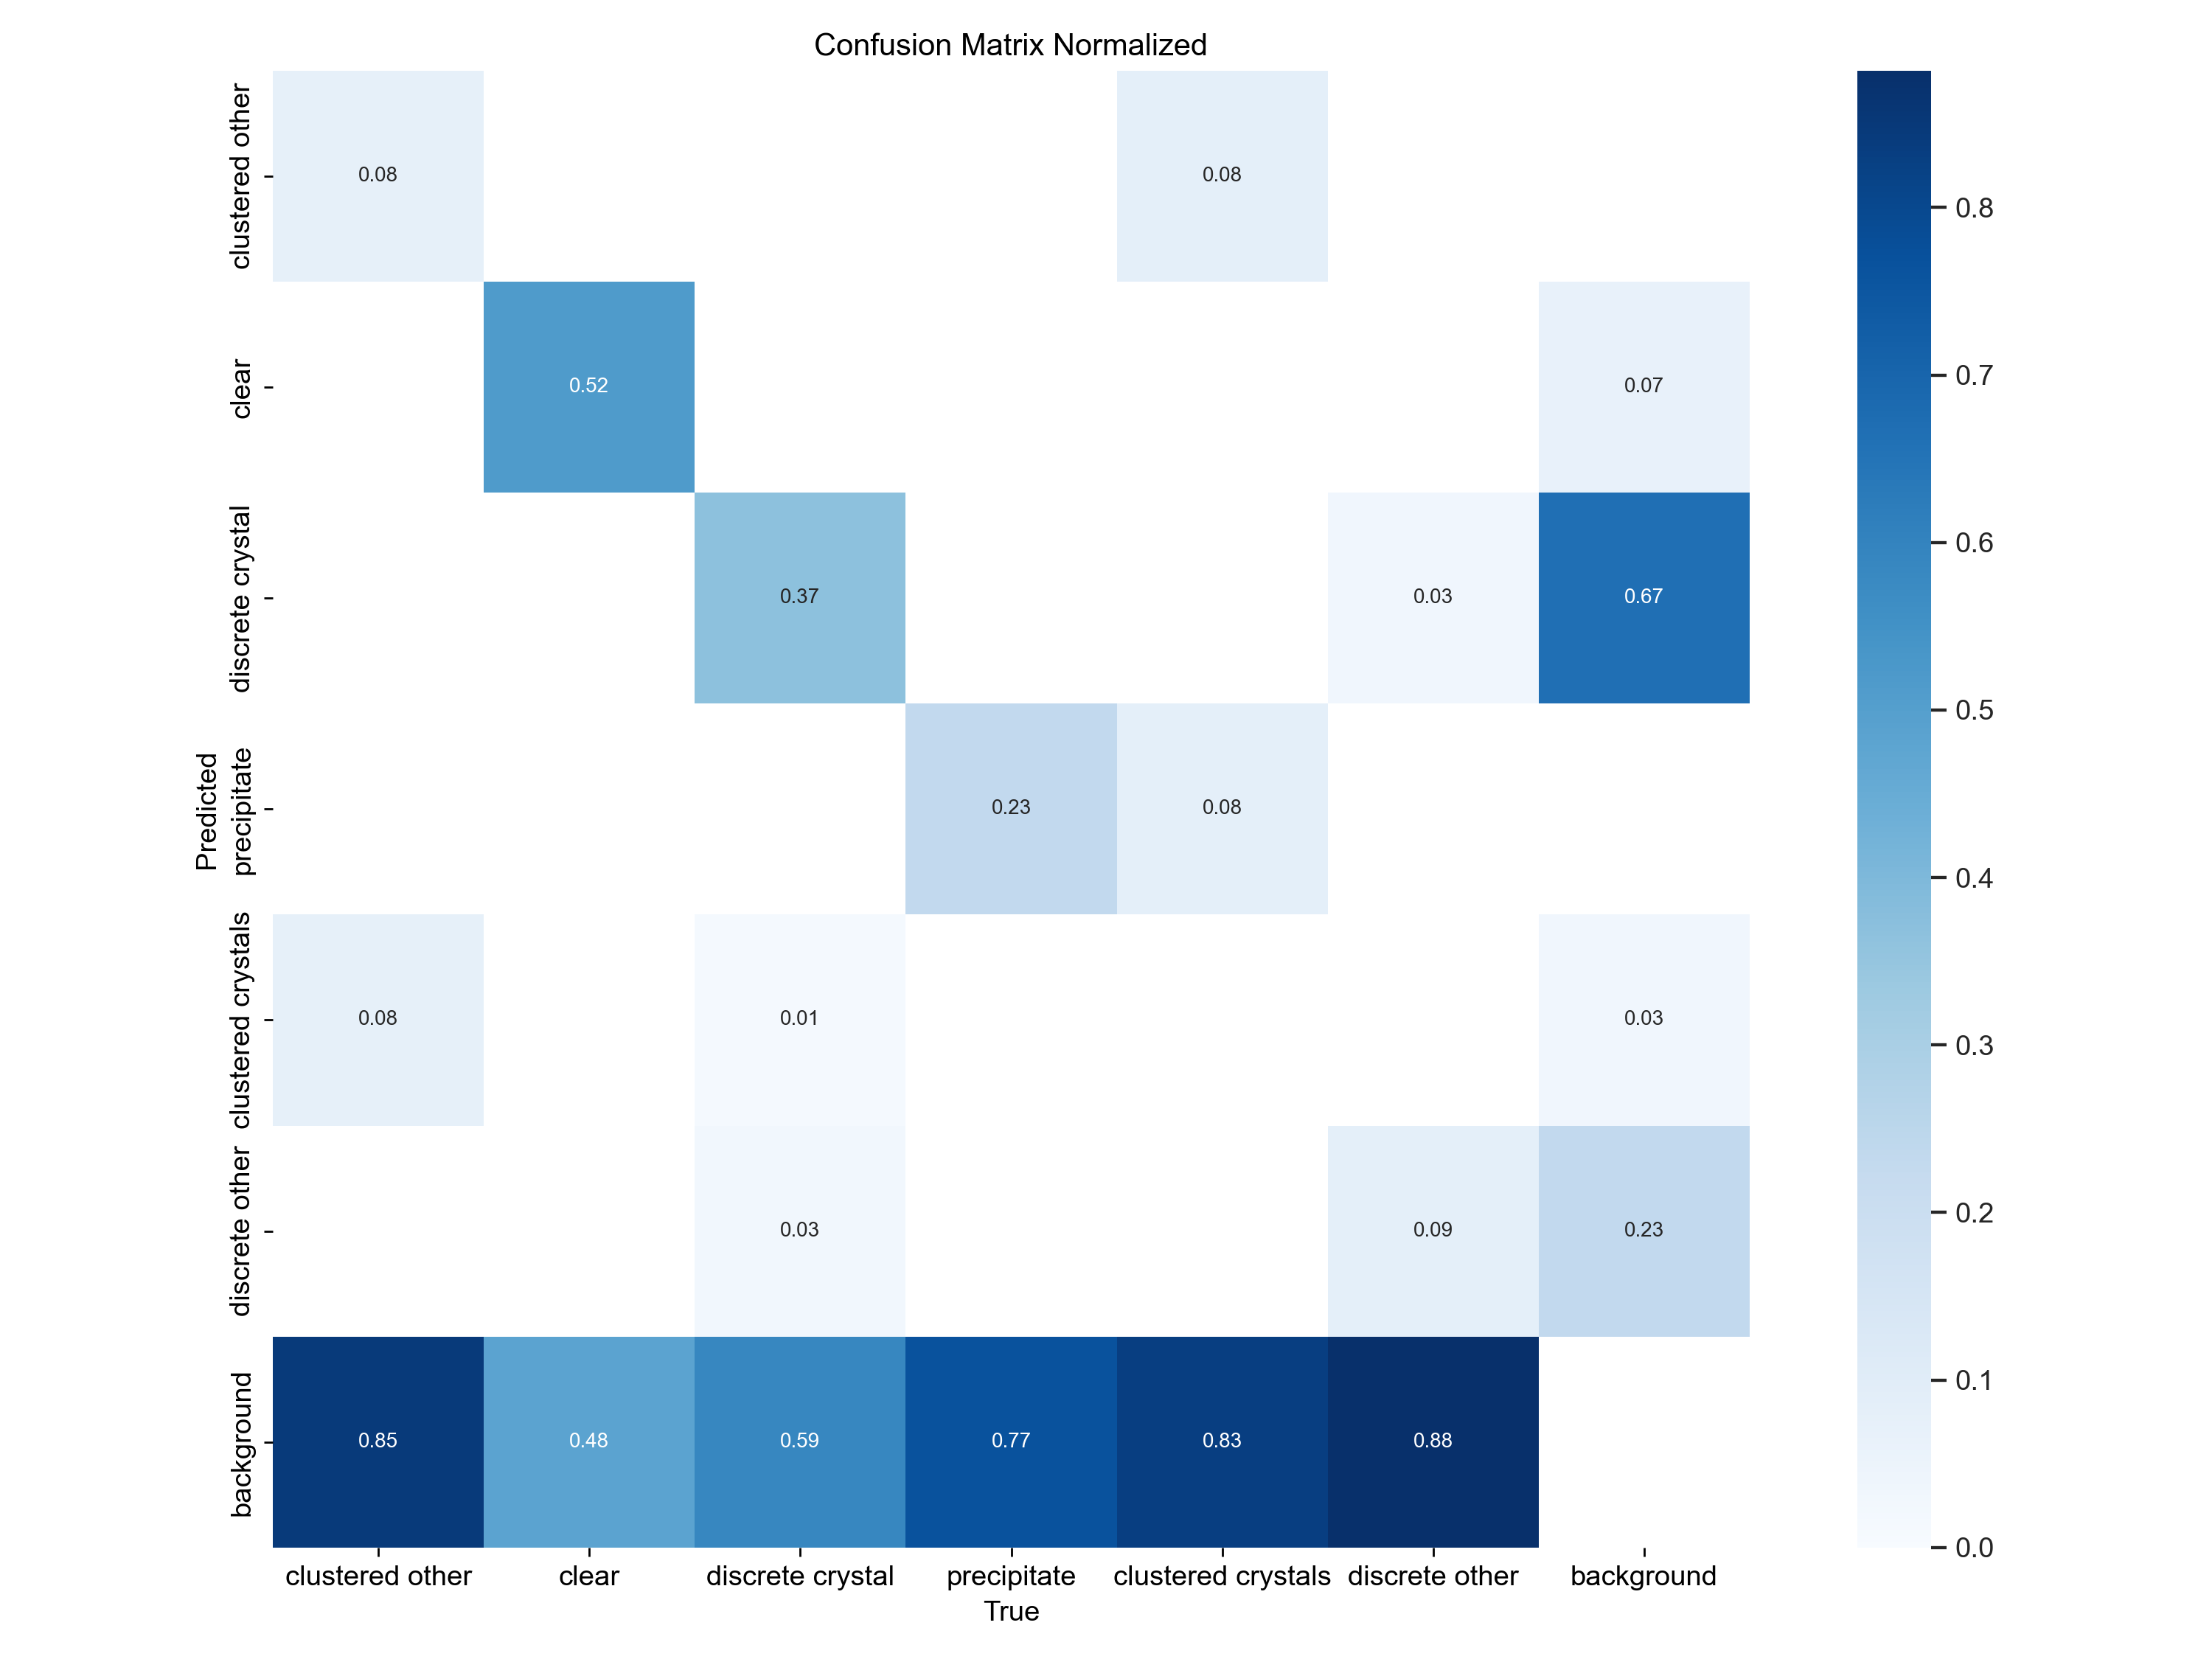 Confusion Matrix Normalized
clustered other
0.08
0.08
clear
0.52
0.07
discrete crystal
0.37
0.03
0.67
Predicted
precipitate
0.23
0.08
clustered crystals
0.08
0.01
0.03
discrete other
0.03
0.09
0.23
background
0.85
0.48
0.59
0.77
0.83
0.88
clustered other
clear
discrete crystal
precipitate
clustered crystals
discrete other
background
True
0.8
0.7
0.6
0.5
0.4
0.3
0.2
0.1
0.0